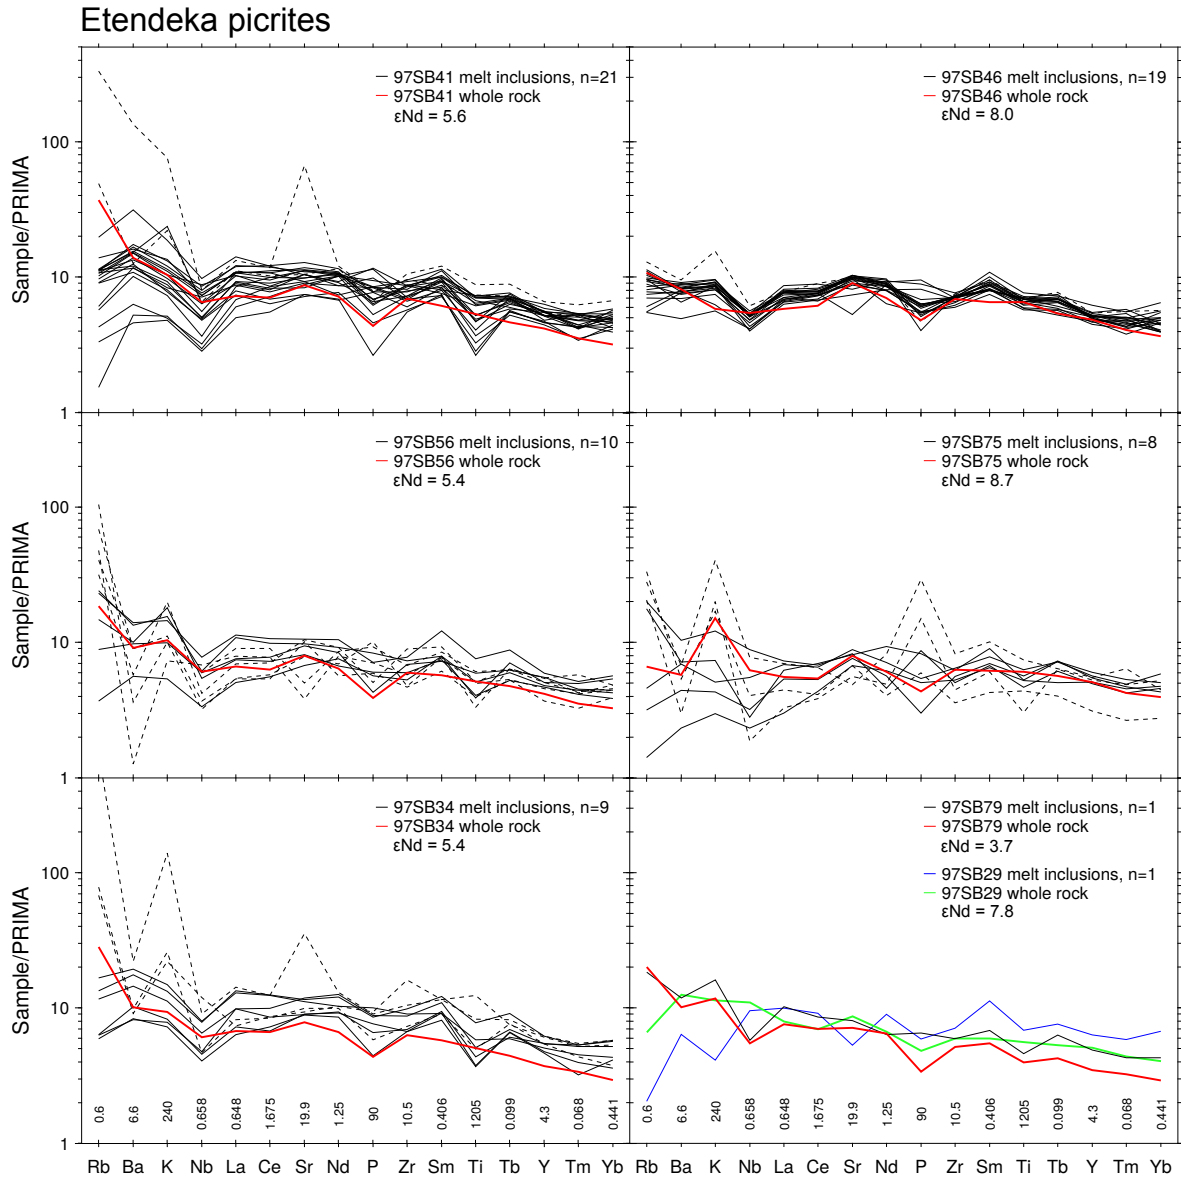 Etendeka picrites
97SB41 melt inclusions, n=21
97SB41 whole rock
εNd = 5.6
97SB46 melt inclusions, n=19
97SB46 whole rock
εNd = 8.0
100
10
1
Sample/PRIMA
97SB56 melt inclusions, n=10
97SB56 whole rock
εNd = 5.4
97SB75 melt inclusions, n=8
97SB75 whole rock
εNd = 8.7
100
10
1
Sample/PRIMA
97SB34 melt inclusions, n=9
97SB34 whole rock
εNd = 5.4
97SB79 melt inclusions, n=1
97SB79 whole rock
εNd = 3.7
97SB29 melt inclusions, n=1
97SB29 whole rock
εNd = 7.8
100
10
1
Sample/PRIMA
0.6 6.6 240 0.658 0.648 1.675 19.9 1.25 90 10.5 0.406 1205 0.099 4.3 0.068 0.441
0.6 6.6 240 0.658 0.648 1.675 19.9 1.25 90 10.5 0.406 1205 0.099 4.3 0.068 0.441
Rb Ba K Nb La Ce Sr Nd P Zr Sm Ti Tb Y Tm Yb
Rb Ba K Nb La Ce Sr Nd P Zr Sm Ti Tb Y Tm Yb